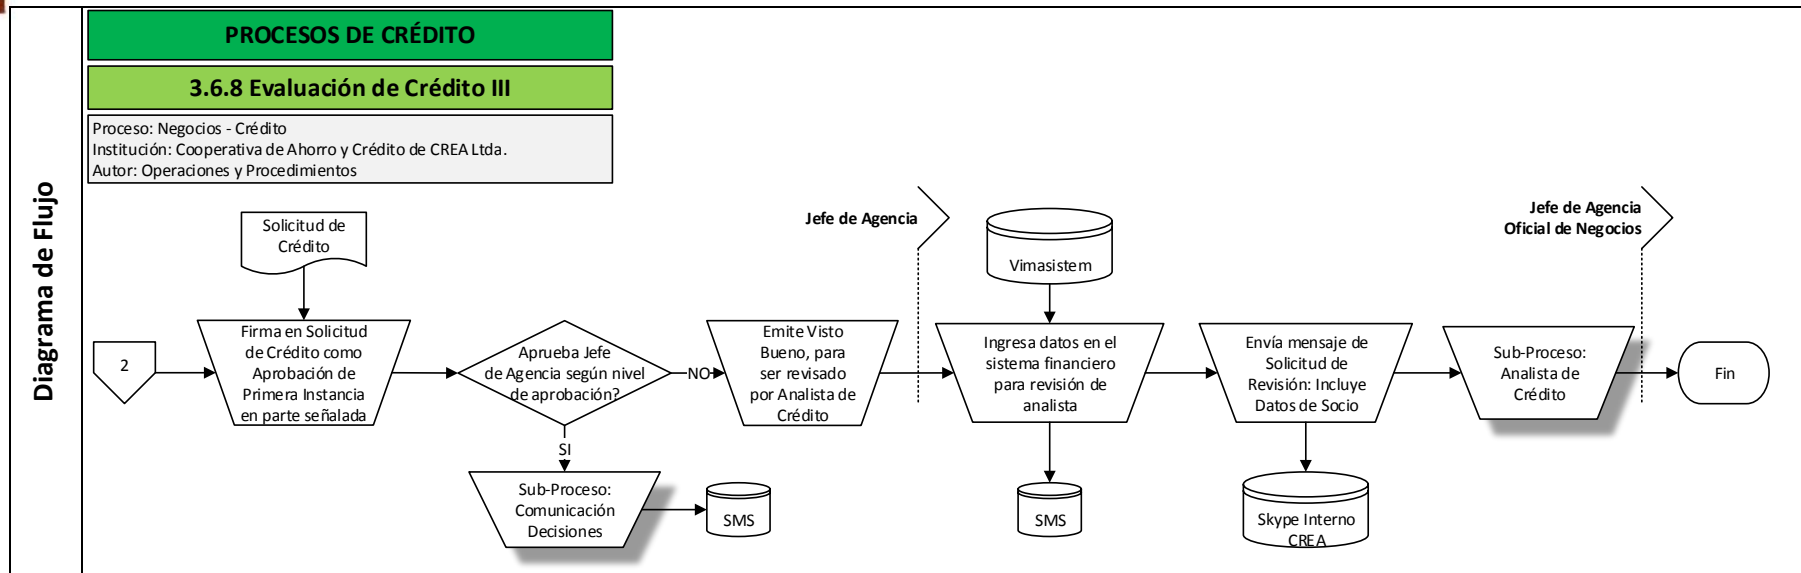 PROCESOS DE CRÉDITO
3.6.8 Evaluación de Crédito III
Proceso: Negocios - Crédito
Institución: Cooperativa de Ahorro y Crédito de CREA Ltda.
Autor: Operaciones y Procedimientos
Diagrama de Flujo
Solicitud de
Crédito
Jefe de Agencia
Vimasistem
Jefe de Agencia
Oficial de Negocios
2
Firma en Solicitud
de Crédito como
Aprobación de
Primera Instancia
en parte señalada
Aprueba Jefe
de Agencia según nivel
de aprobación?
NO
Emite Visto
Bueno, para
ser revisado
por Analista de
Crédito
Ingresa datos en el
sistema financiero
para revisión de
analista
Envía mensaje de
Solicitud de
Revisión: Incluye
Datos de Socio
Sub-Proceso:
Analista de
Crédito
Fin
SI
Sub-Proceso:
Comunicación
Decisiones
SMS
SMS
Skype Interno
CREA